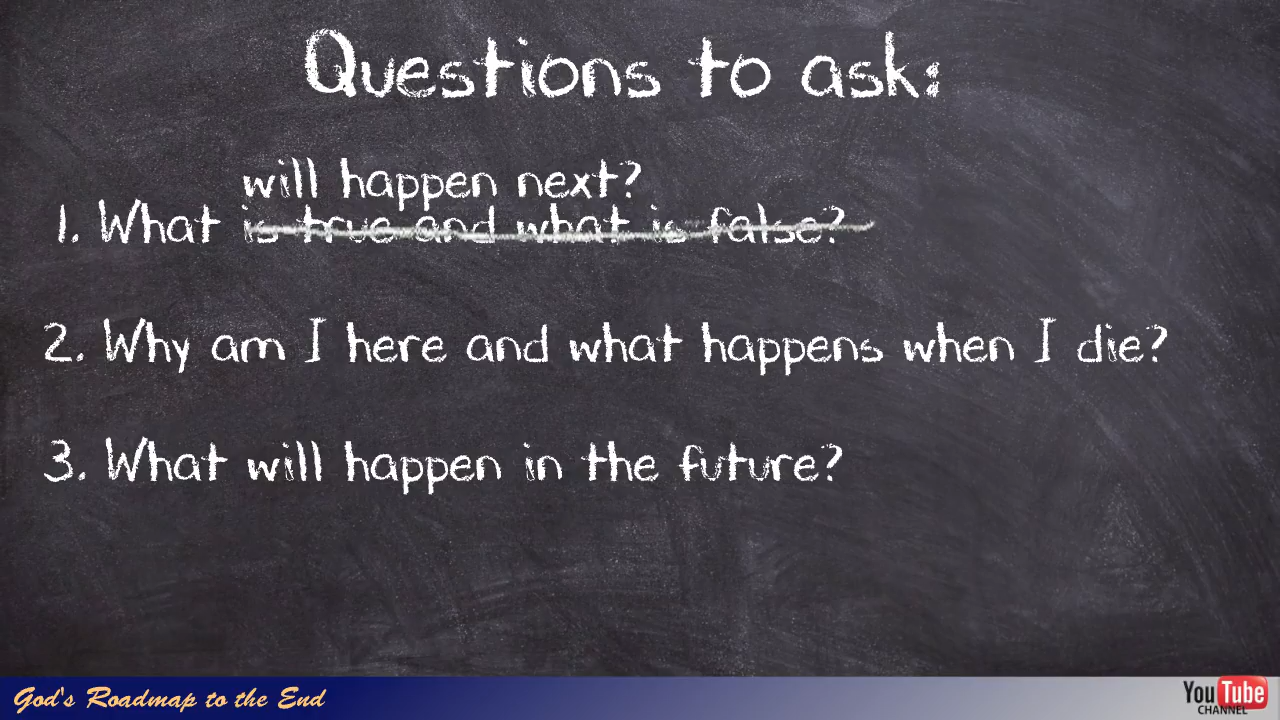 Questions to ask:
will happen next?
1. What is true and what is false?
2. Why am I here and what happens when I die?
3. What will happen in the future?
God's Roadmap to the End
YouTube
CHANNEL